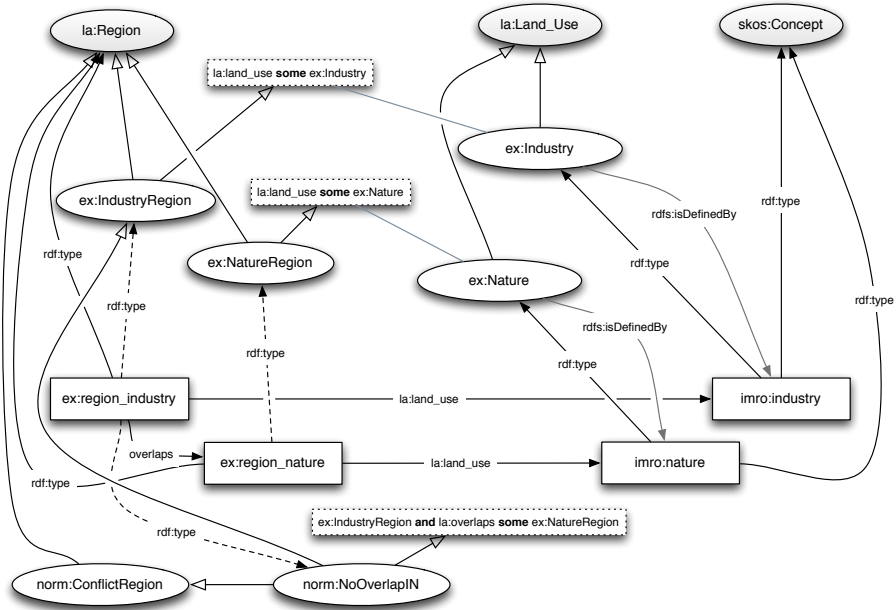 la:Region
la:Land_Use
skos:Concept
la:land_use some ex:Industry
ex:Industry
la:land_use some ex:Nature
ex:IndustryRegion
rdf:type
rdfs:isDefinedBy
rdf:type
ex:NatureRegion
rdf:type
ex:Nature
rdf:type
rdf:type
rdfs:isDefinedBy
rdf:type
rdf:type
ex:region_industry
la:land_use
imro:industry
overlaps
ex:region_nature
la:land_use
imro:nature
rdf:type
ex:IndustryRegion and la:overlaps some ex:NatureRegion
rdf:type
norm:ConflictRegion
norm:NoOverlapIN